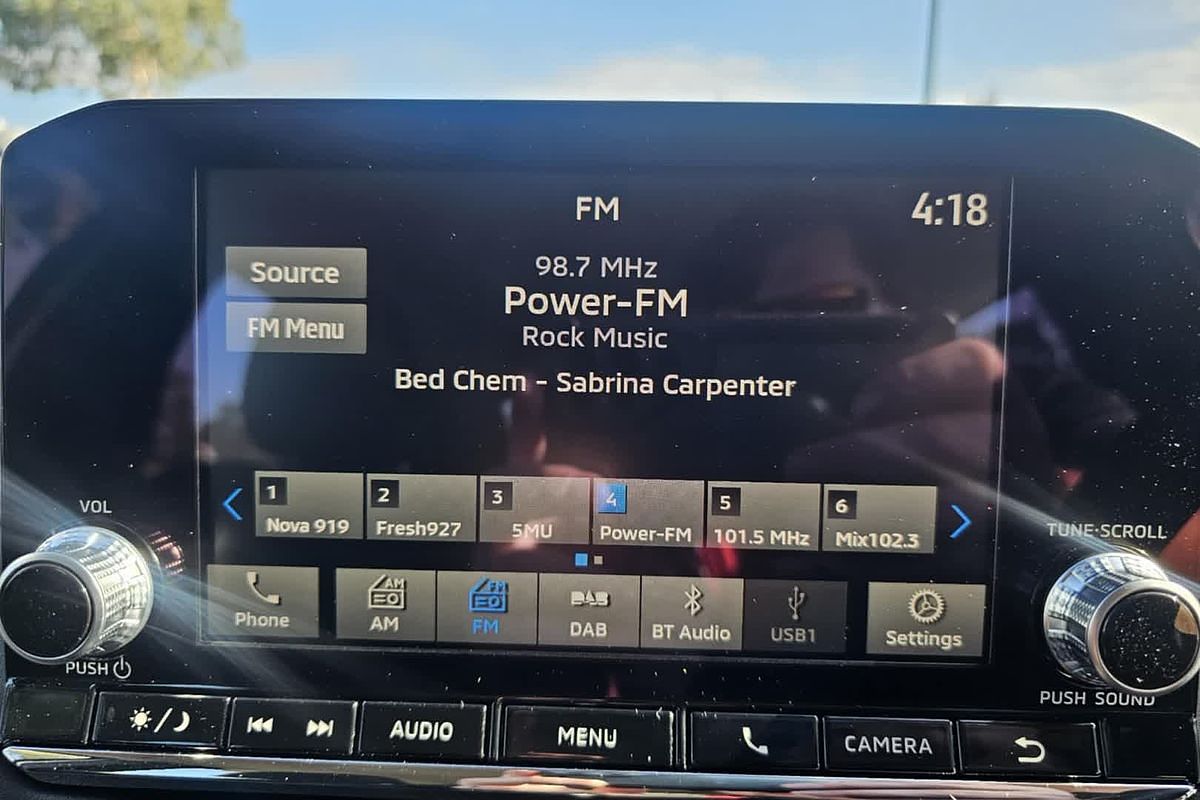 FM
4:18
Source
FM Menu
98.7 MHz
Power-FM
Rock Music
Bed Chem - Sabrina Carpenter
1 Nova 919
2 Fresh927
3 5MU
4 Power-FM
5 101.5 MHz
6 Mix102.3
VOL
PUSH
TUNE·SCROLL
PUSH SOUND
Phone
AM
AM
FM
FM
DAB
DAB
BT Audio
USB1
Settings
AUDIO
MENU
CAMERA